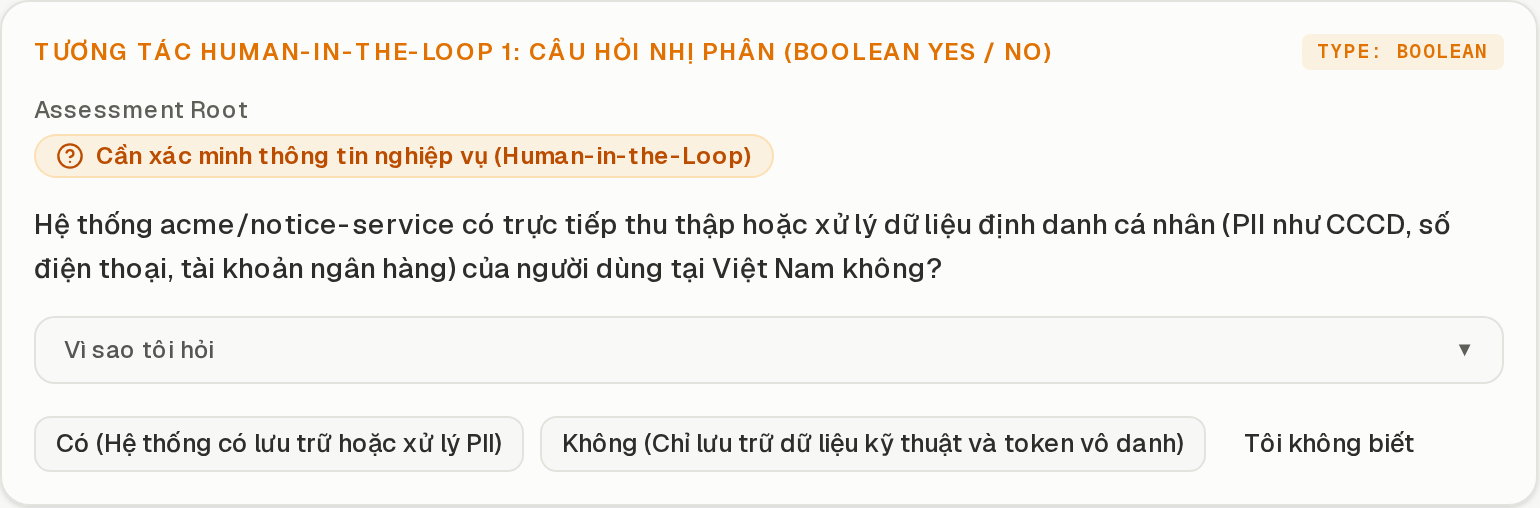 TƯƠNG TÁC HUMAN-IN-THE-LOOP 1: CÂU HỎI NHỊ PHÂN (BOOLEAN YES / NO)
TYPE: BOOLEAN
Assessment Root
Cần xác minh thông tin nghiệp vụ (Human-in-the-Loop)
Hệ thống acme/notice-service có trực tiếp thu thập hoặc xử lý dữ liệu định danh cá nhân (PII như CCCD, số
điện thoại, tài khoản ngân hàng) của người dùng tại Việt Nam không?
Vì sao tôi hỏi
Có (Hệ thống có lưu trữ hoặc xử lý PII)
Không (Chỉ lưu trữ dữ liệu kỹ thuật và token vô danh)
Tôi không biết